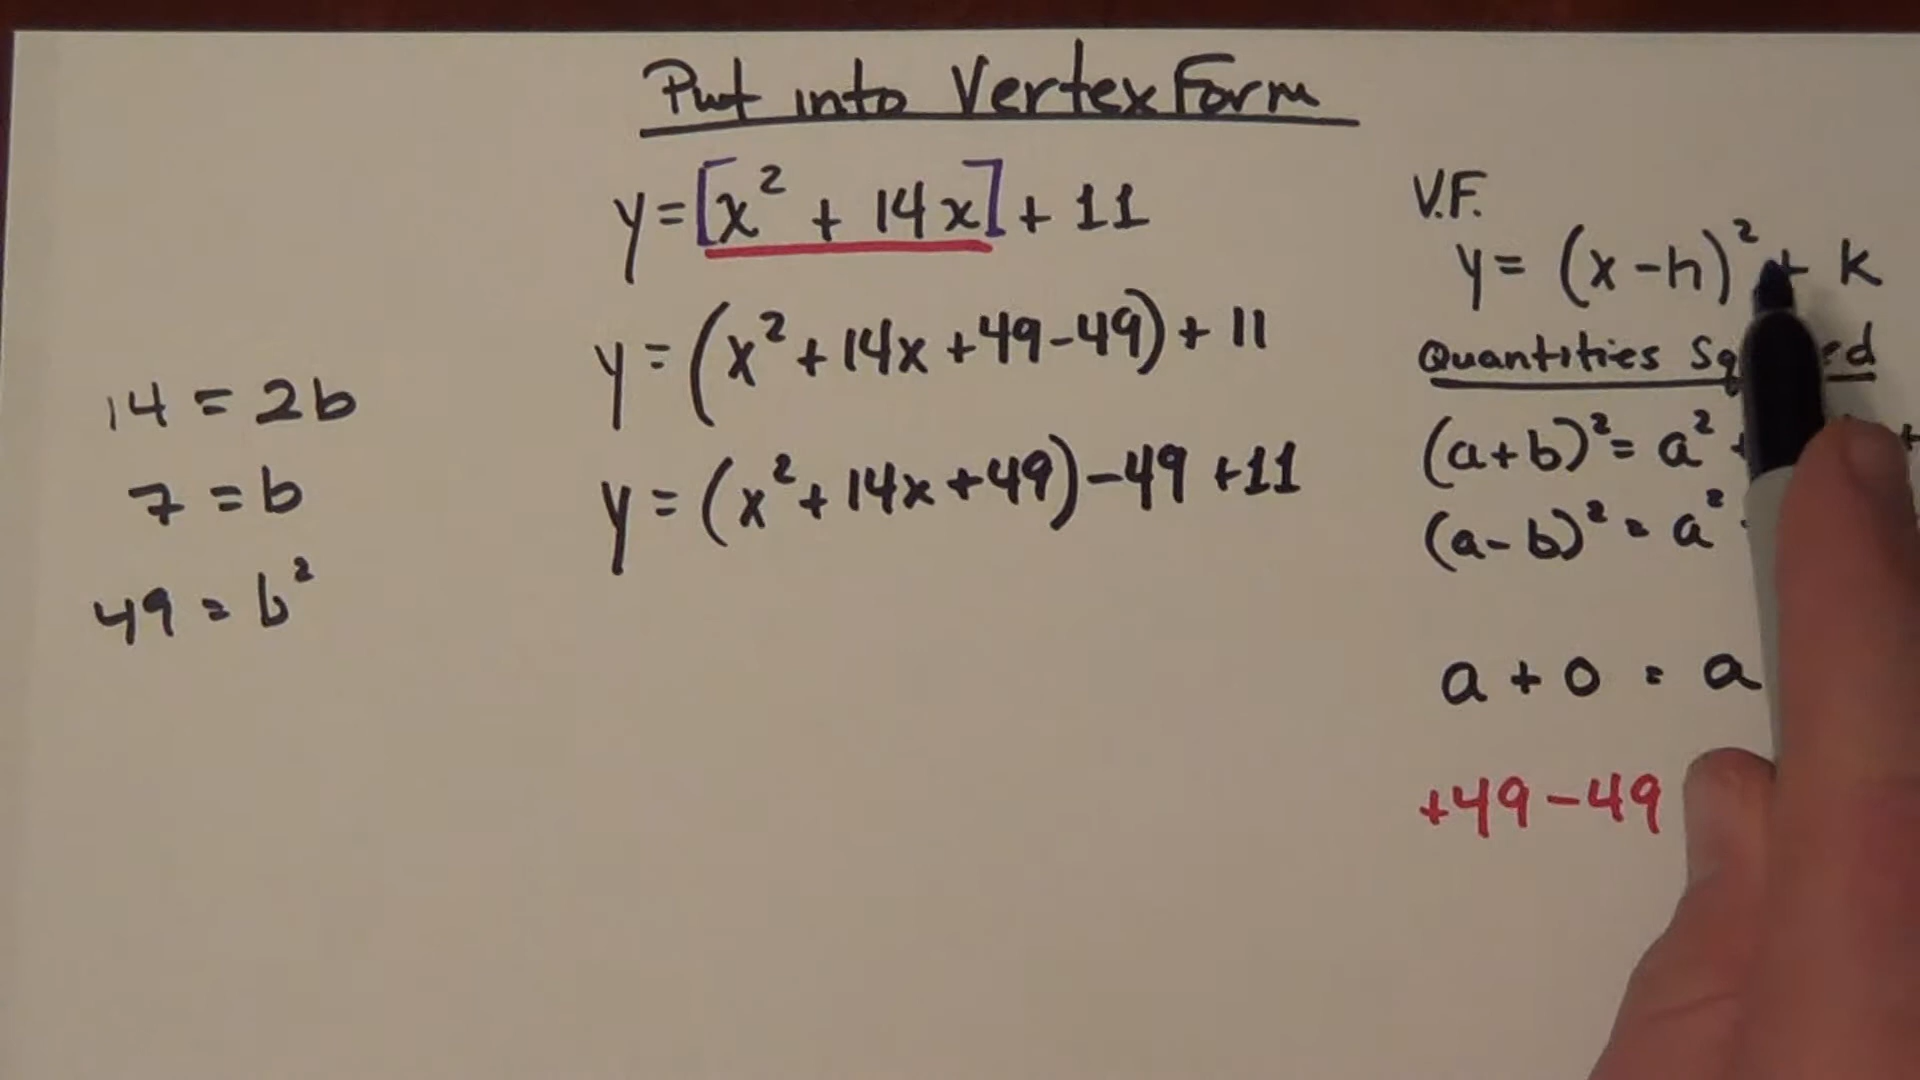 Put into Vertex Form
y = [x² + 14x] + 11
y = (x² + 14x + 49 - 49) + 11
y = (x² + 14x + 49) - 49 + 11
14 = 2b
7 = b
49 = b²
V.F.
y = (x - h)² + k
Quantities
(a + b)² = a² +
(a - b)² = a²
a + 0 = a
+49 - 49